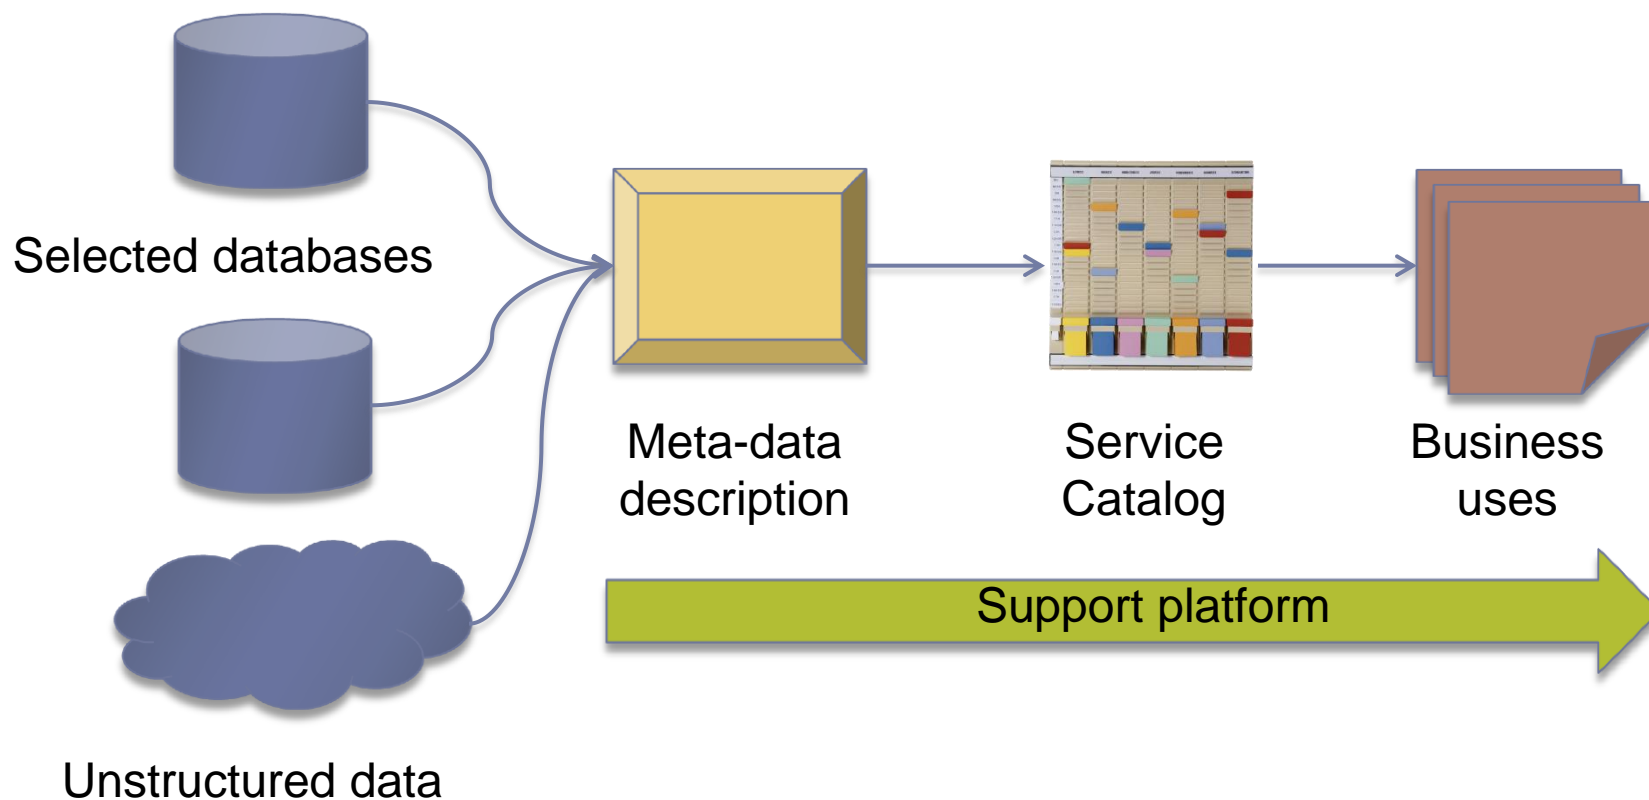 Selected databases
Unstructured data
Meta-data
description
Service
Catalog
Business
uses
Support platform